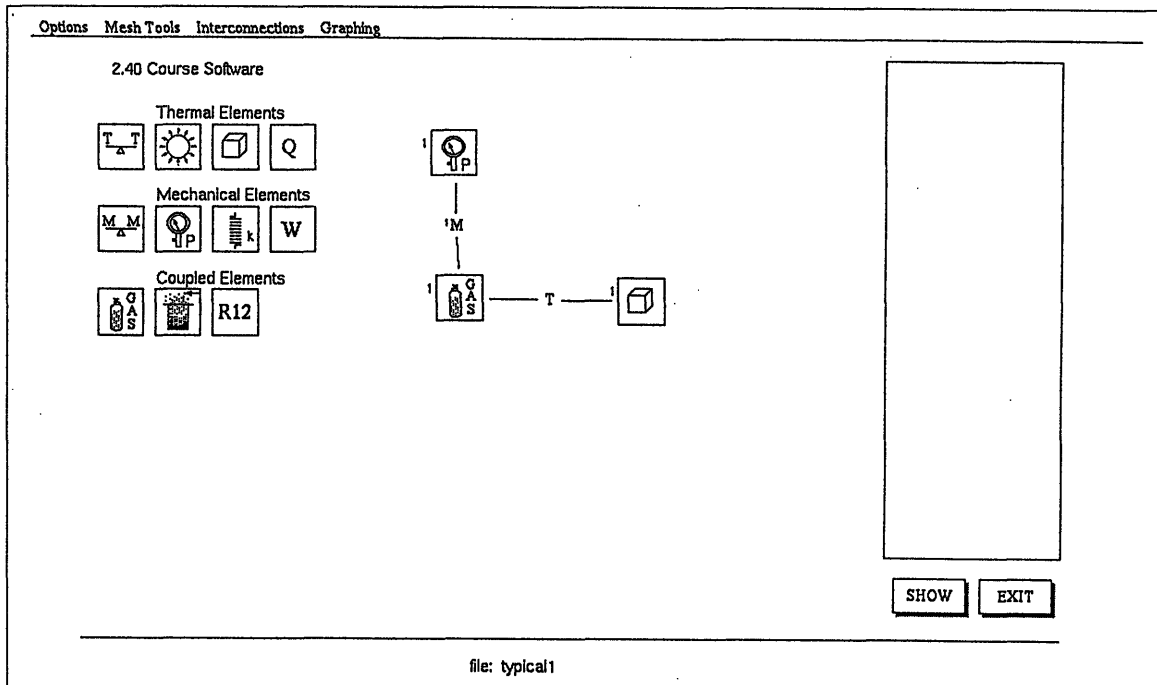 Options Mesh Tools Interconnections Graphing
2.40 Course Software
Thermal Elements
T T Q
Mechanical Elements
M M P k W
Coupled Elements
GAS R12
1 P
1M
1 GAS T 1
SHOW EXIT
file: typical1